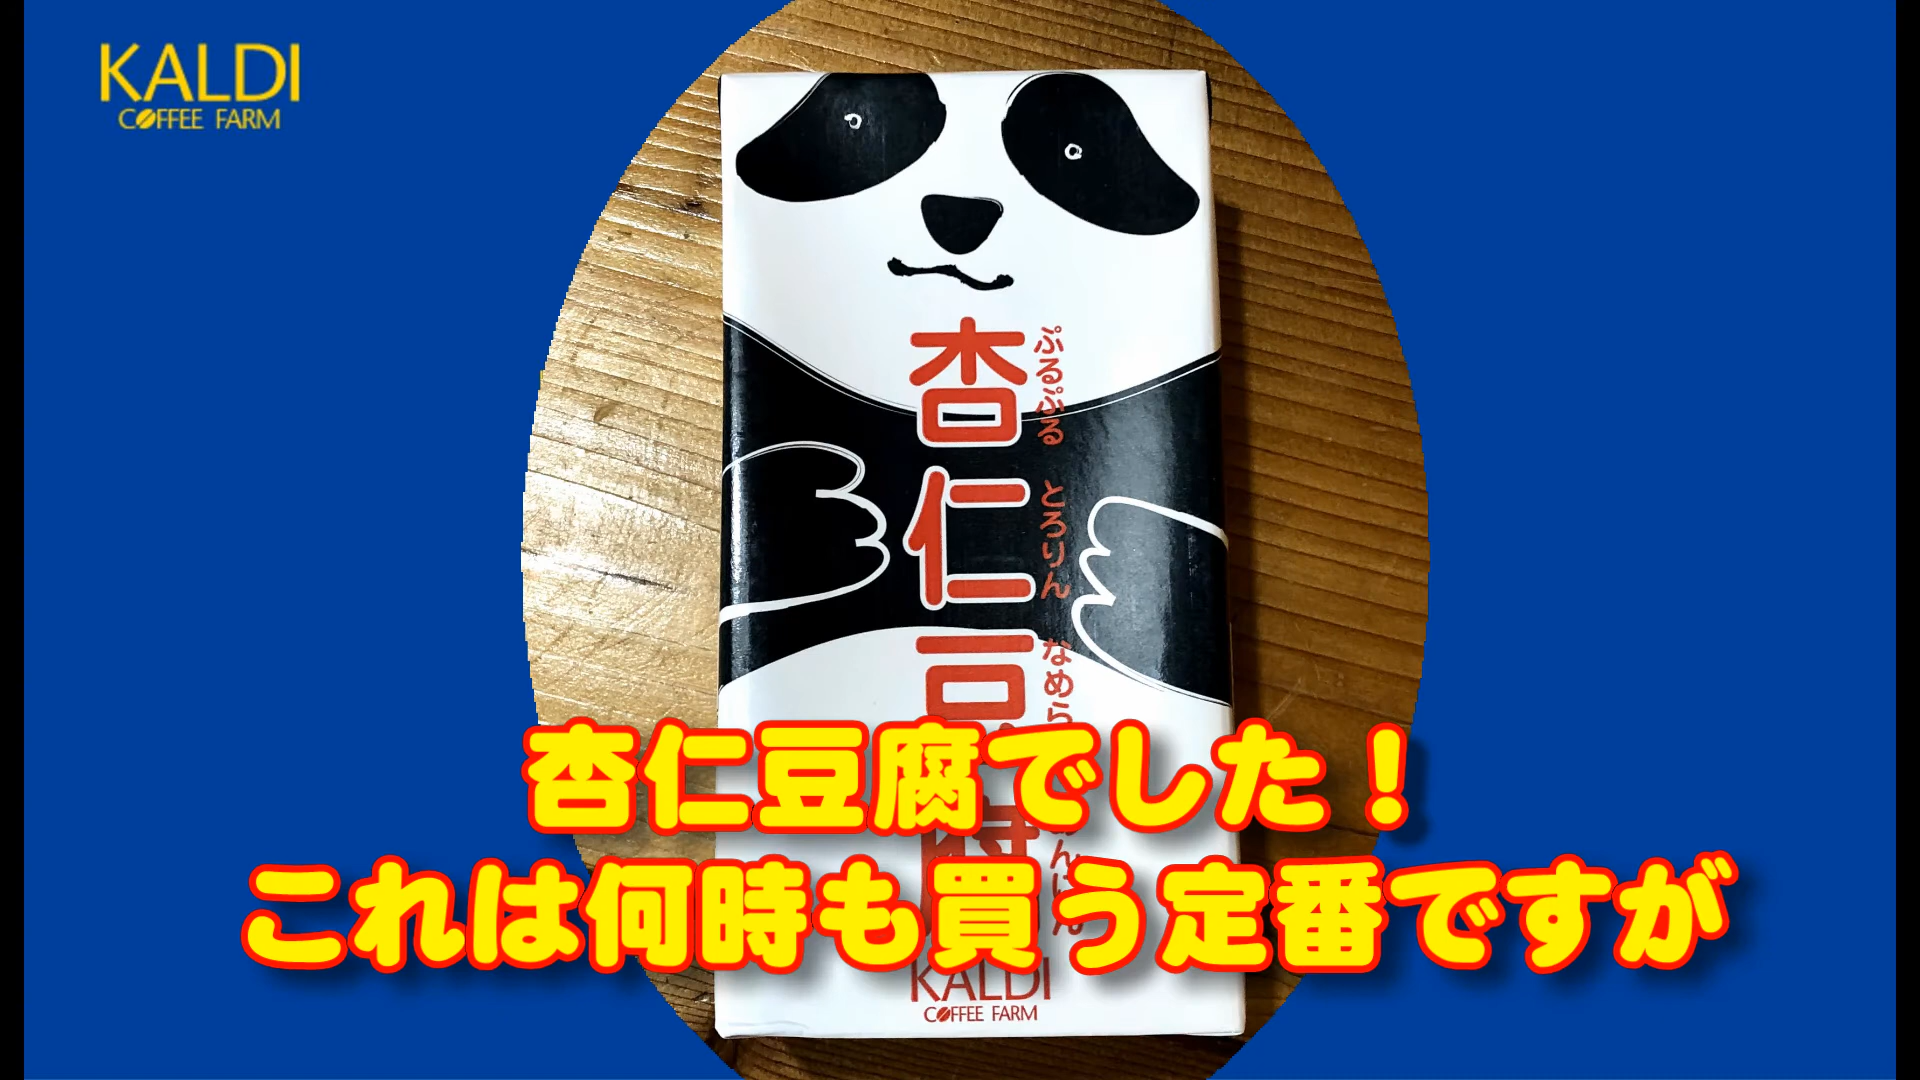 KALDI
COFFEE FARM
杏仁豆
ぷるぷる とろりん なめら
杏仁豆腐でした！
これは何時も買う定番ですが
KALDI
COFFEE FARM